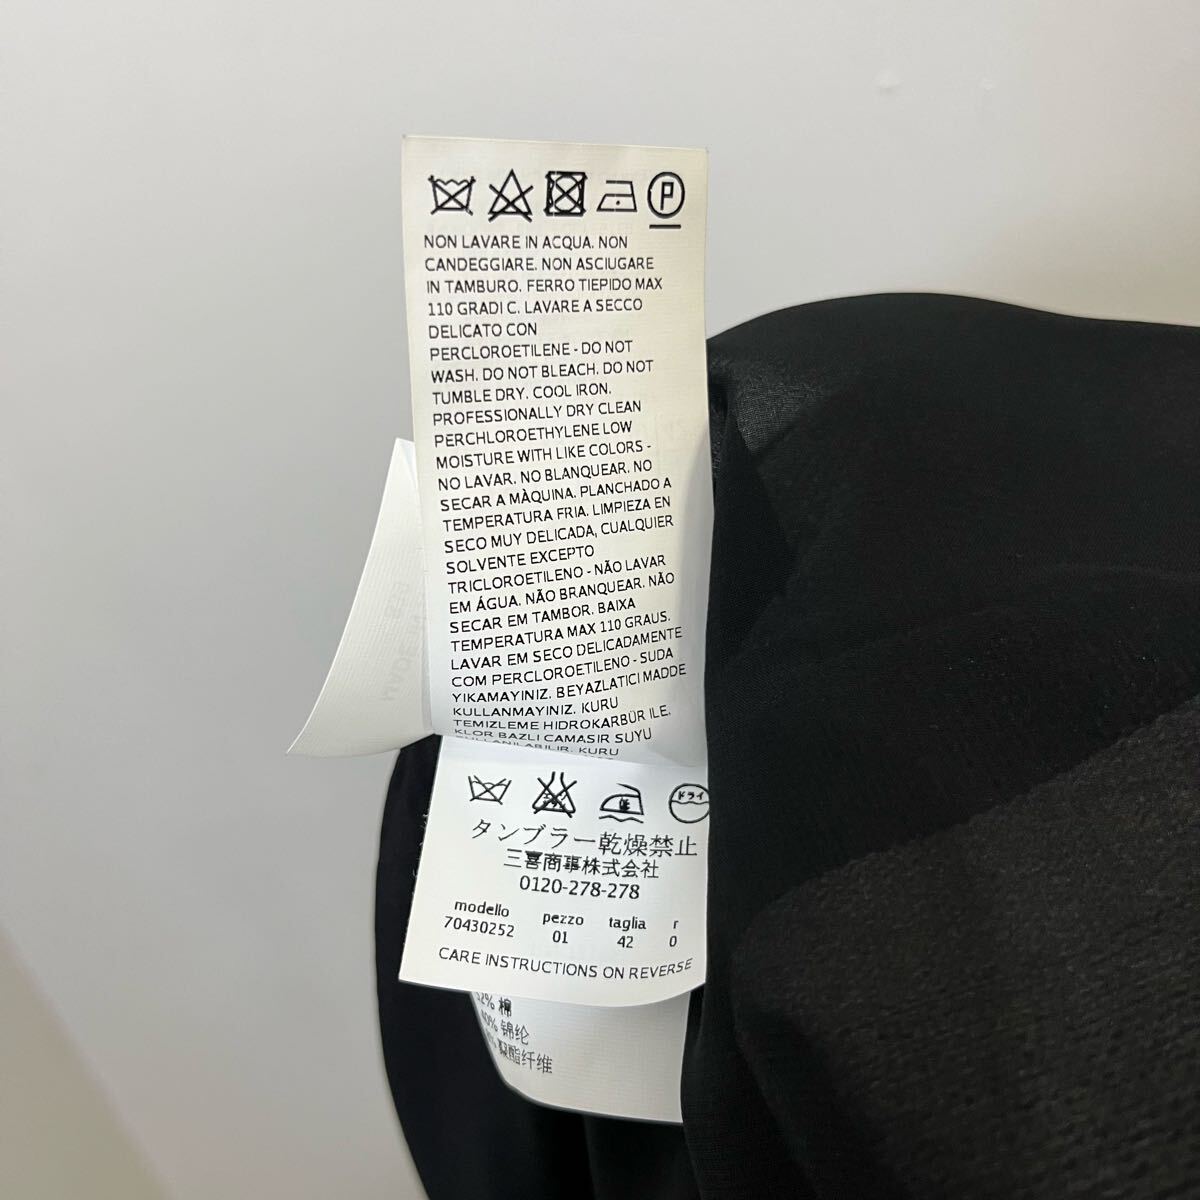 P
NON LAVARE IN ACQUA. NON
CANDEGGIARE. NON ASCIUGARE
IN TAMBURO. FERRO TIEPIDO MAX
110 GRADI C. LAVARE A SECCO
DELICATO CON
PERCLOROETILENE - DO NOT
WASH. DO NOT BLEACH. DO NOT
TUMBLE DRY. COOL IRON.
PROFESSIONALLY DRY CLEAN
PERCHLOROETHYLENE LOW
MOISTURE WITH LIKE COLORS -
NO LAVAR. NO BLANQUEAR. NO
SECAR A MÀQUINA. PLANCHADO A
TEMPERATURA FRIA. LIMPIEZA EN
SECO MUY DELICADA, CUALQUIER
SOLVENTE EXCEPTO
TRICLOROETILENO - NÃO LAVAR
EM ÁGUA. NÃO BRANQUEAR. NÃO
SECAR EM TAMBOR. BAIXA
TEMPERATURA MAX 110 GRAUS.
LAVAR EM SECO DELICADAMENTE
COM PERCLOROETILENO - SUDA
YIKAMAYINIZ. BEYAZLATICI MADDE
KULLANMAYINIZ. KURU
TEMIZLEME HIDROKARBÜR ILE.
KLOR BAZLI CAMASIR SUYU
KULLANILABILIR. KURU
ドライ
タンブラー乾燥禁止
三喜商事株式会社
0120-278-278
modello pezzo taglia r
70430252 01 42 0
CARE INSTRUCTIONS ON REVERSE
棉
锦纶
聚酯纤维